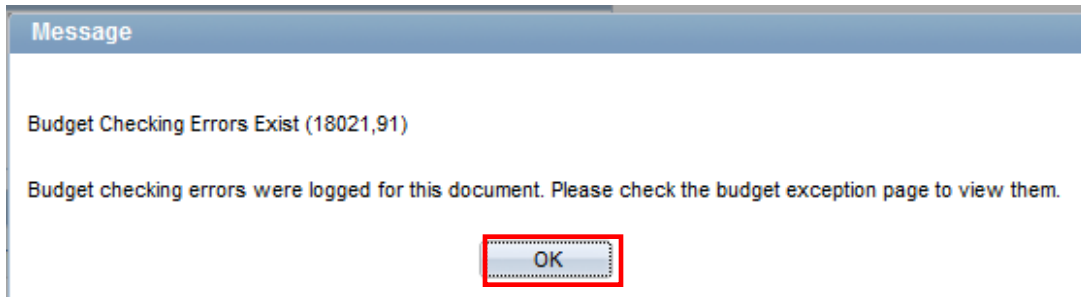 Message
Budget Checking Errors Exist (18021,91)
Budget checking errors were logged for this document. Please check the budget exception page to view them.
OK